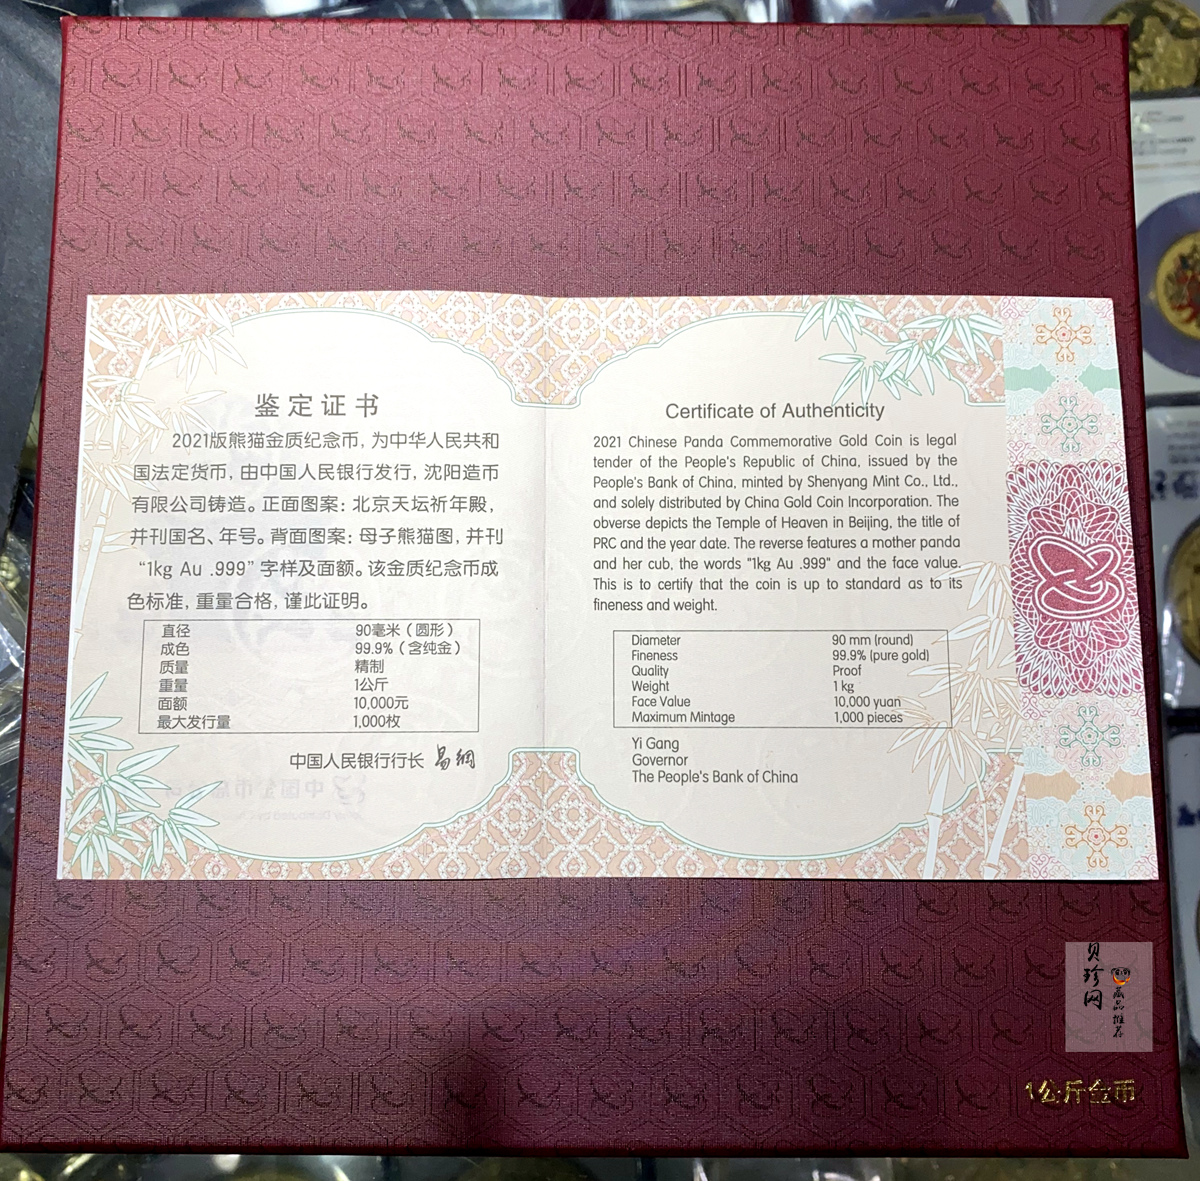 鉴定证书
2021版熊猫金质纪念币，为中华人民共和
国法定货币，由中国人民银行发行，沈阳造币
有限公司铸造。正面图案：北京天坛祈年殿，
并刊国名、年号。背面图案：母子熊猫图，并刊
“1kg Au .999”字样及面额。该金质纪念币成
色标准，重量合格，谨此证明。
直径 90毫米（圆形）
成色 99.9%（含纯金）
质量 精制
重量 1公斤
面额 10,000元
最大发行量 1,000枚
中国人民银行行长 易纲
Certificate of Authenticity
2021 Chinese Panda Commemorative Gold Coin is legal
tender of the People's Republic of China, issued by the
People's Bank of China, minted by Shenyang Mint Co., Ltd.,
and solely distributed by China Gold Coin Incorporation. The
obverse depicts the Temple of Heaven in Beijing, the title of
PRC and the year date. The reverse features a mother panda
and her cub, the words "1kg Au .999" and the face value.
This is to certify that the coin is up to standard as to its
fineness and weight.
Diameter 90 mm (round)
Fineness 99.9% (pure gold)
Quality Proof
Weight 1 kg
Face Value 10,000 yuan
Maximum Mintage 1,000 pieces
Yi Gang
Governor
The People's Bank of China
贝珍网
藏品推荐
1公斤金币